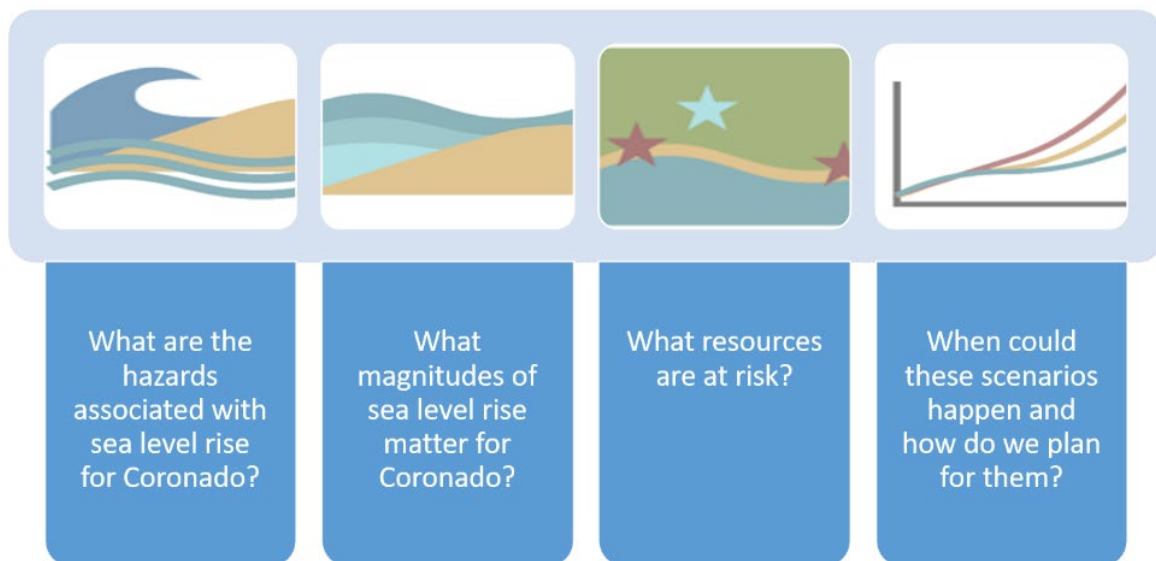 What are the
hazards
associated with
sea level rise
for Coronado?
What
magnitudes of
sea level rise
matter for
Coronado?
What resources
are at risk?
When could
these scenarios
happen and
how do we plan
for them?